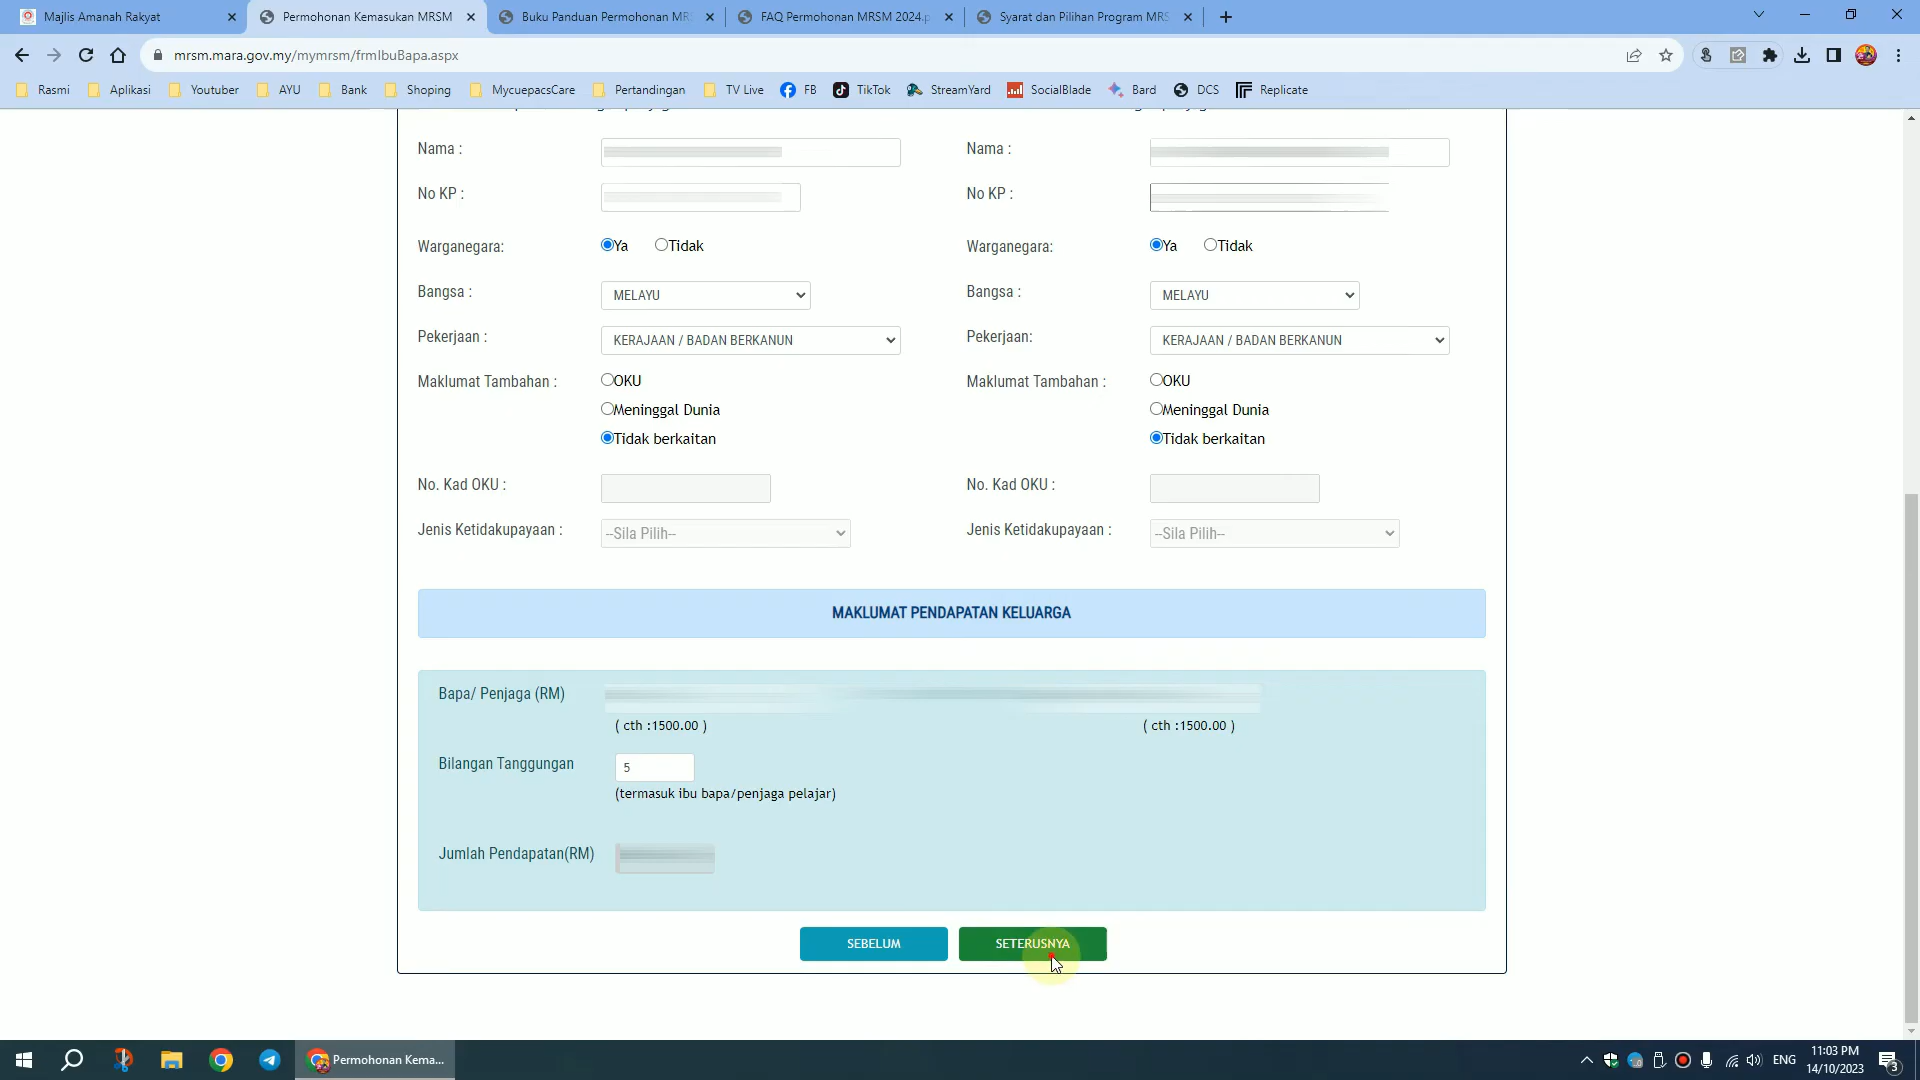 Majlis Amanah Rakyat
Permohonan Kemasukan MRSM
Buku Panduan Permohonan MR
FAQ Permohonan MRSM 2024.p
Syarat dan Pilihan Program MRS
mrsm.mara.gov.my/mymrsm/frmIbuBapa.aspx
Rasmi Aplikasi Youtuber AYU Bank Shoping MycuepacsCare Pertandingan TV Live FB TikTok StreamYard SocialBlade Bard DCS Replicate
Nama : Nama :
No KP : No KP :
Warganegara: Ya Tidak Warganegara: Ya Tidak
Bangsa : MELAYU Bangsa : MELAYU
Pekerjaan : KERAJAAN / BADAN BERKANUN Pekerjaan: KERAJAAN / BADAN BERKANUN
Maklumat Tambahan : OKU Maklumat Tambahan : OKU
Meninggal Dunia Meninggal Dunia
Tidak berkaitan Tidak berkaitan
No. Kad OKU : No. Kad OKU :
Jenis Ketidakupayaan : --Sila Pilih-- Jenis Ketidakupayaan : --Sila Pilih--
MAKLUMAT PENDAPATAN KELUARGA
Bapa/ Penjaga (RM)
( cth :1500.00 ) ( cth :1500.00 )
Bilangan Tanggungan 5
(termasuk ibu bapa/penjaga pelajar)
Jumlah Pendapatan(RM)
SEBELUM SETERUSNYA
Permohonan Kema...
ENG
11:03 PM
14/10/2023
3